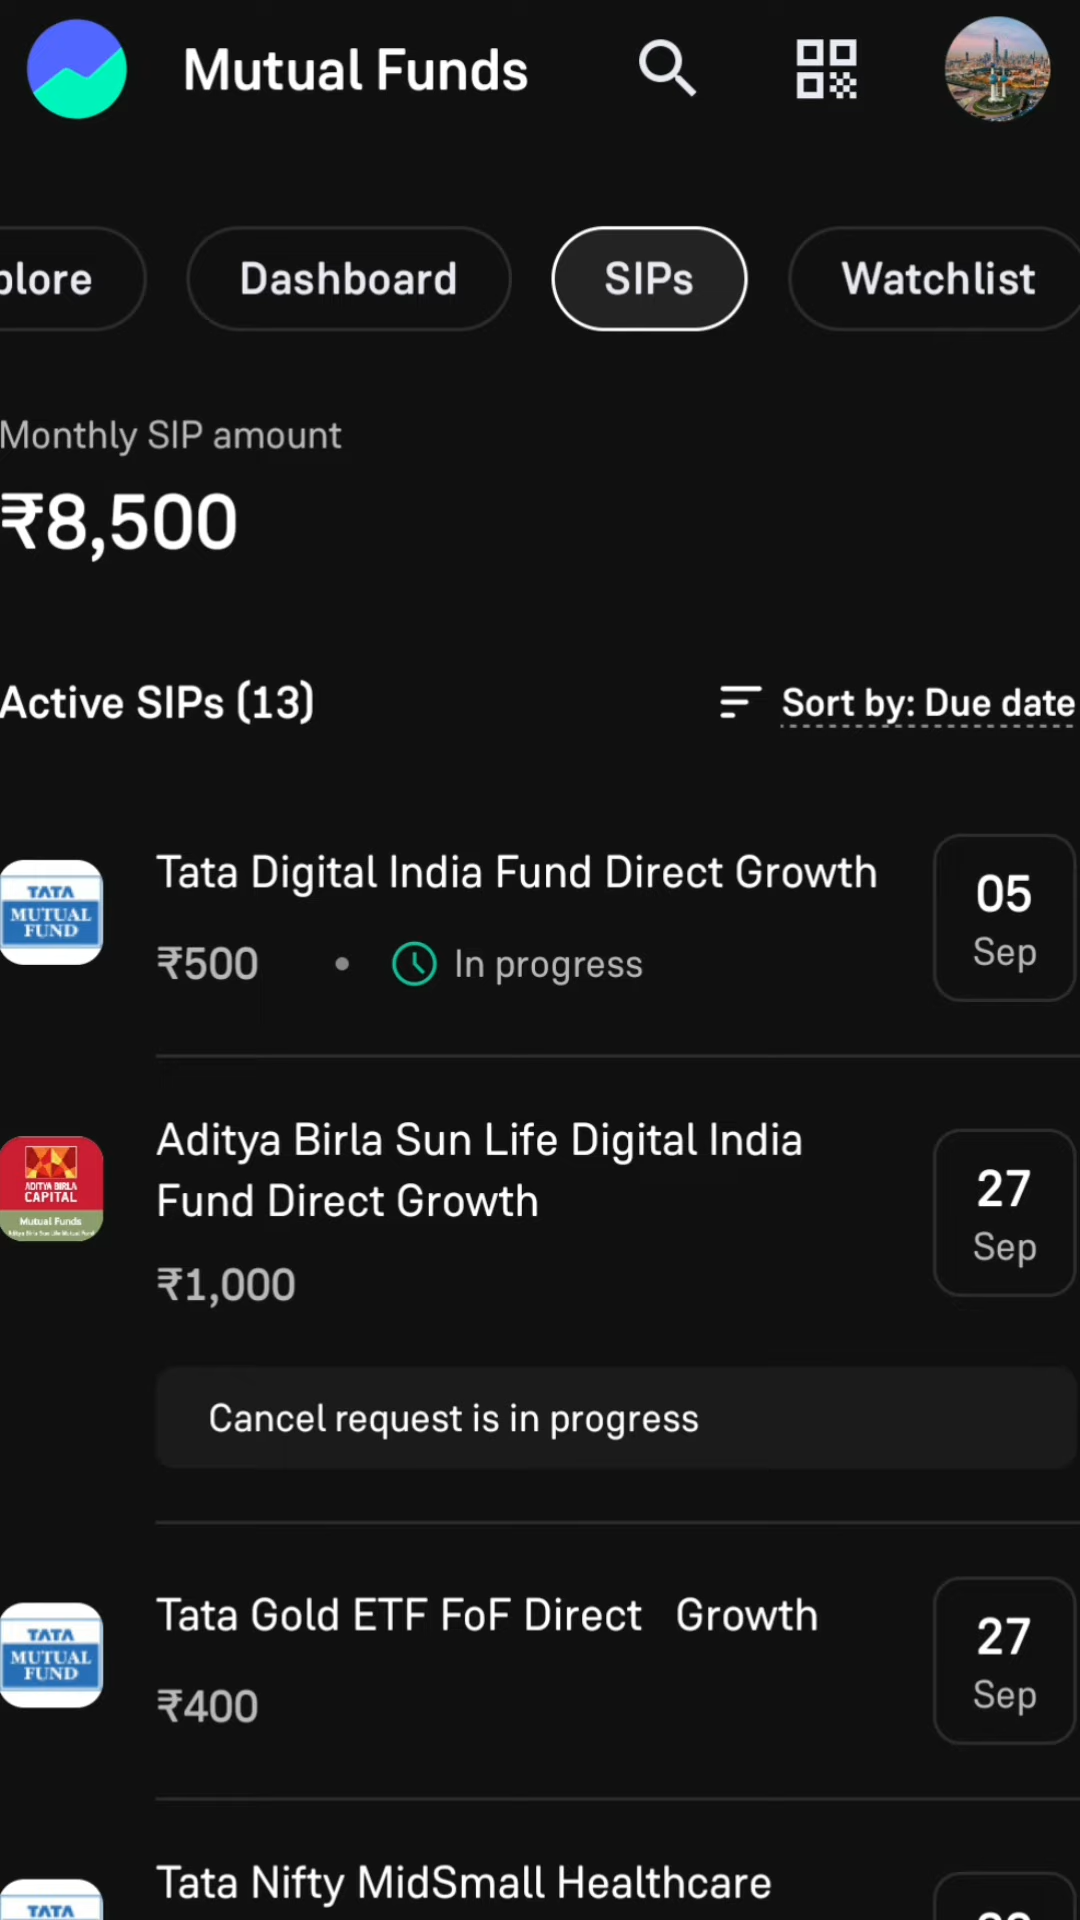 Mutual Funds
plore
Dashboard
SIPs
Watchlist
Monthly SIP amount
₹8,500
Active SIPs (13)
Sort by: Due date
TATA
MUTUAL
FUND
Tata Digital India Fund Direct Growth
₹500 • In progress
05
Sep
ADITYA BIRLA
CAPITAL
Mutual Funds
Aditya Birla Sun Life Digital India
Fund Direct Growth
₹1,000
27
Sep
Cancel request is in progress
TATA
MUTUAL
FUND
Tata Gold ETF FoF Direct Growth
₹400
27
Sep
TATA
Tata Nifty MidSmall Healthcare